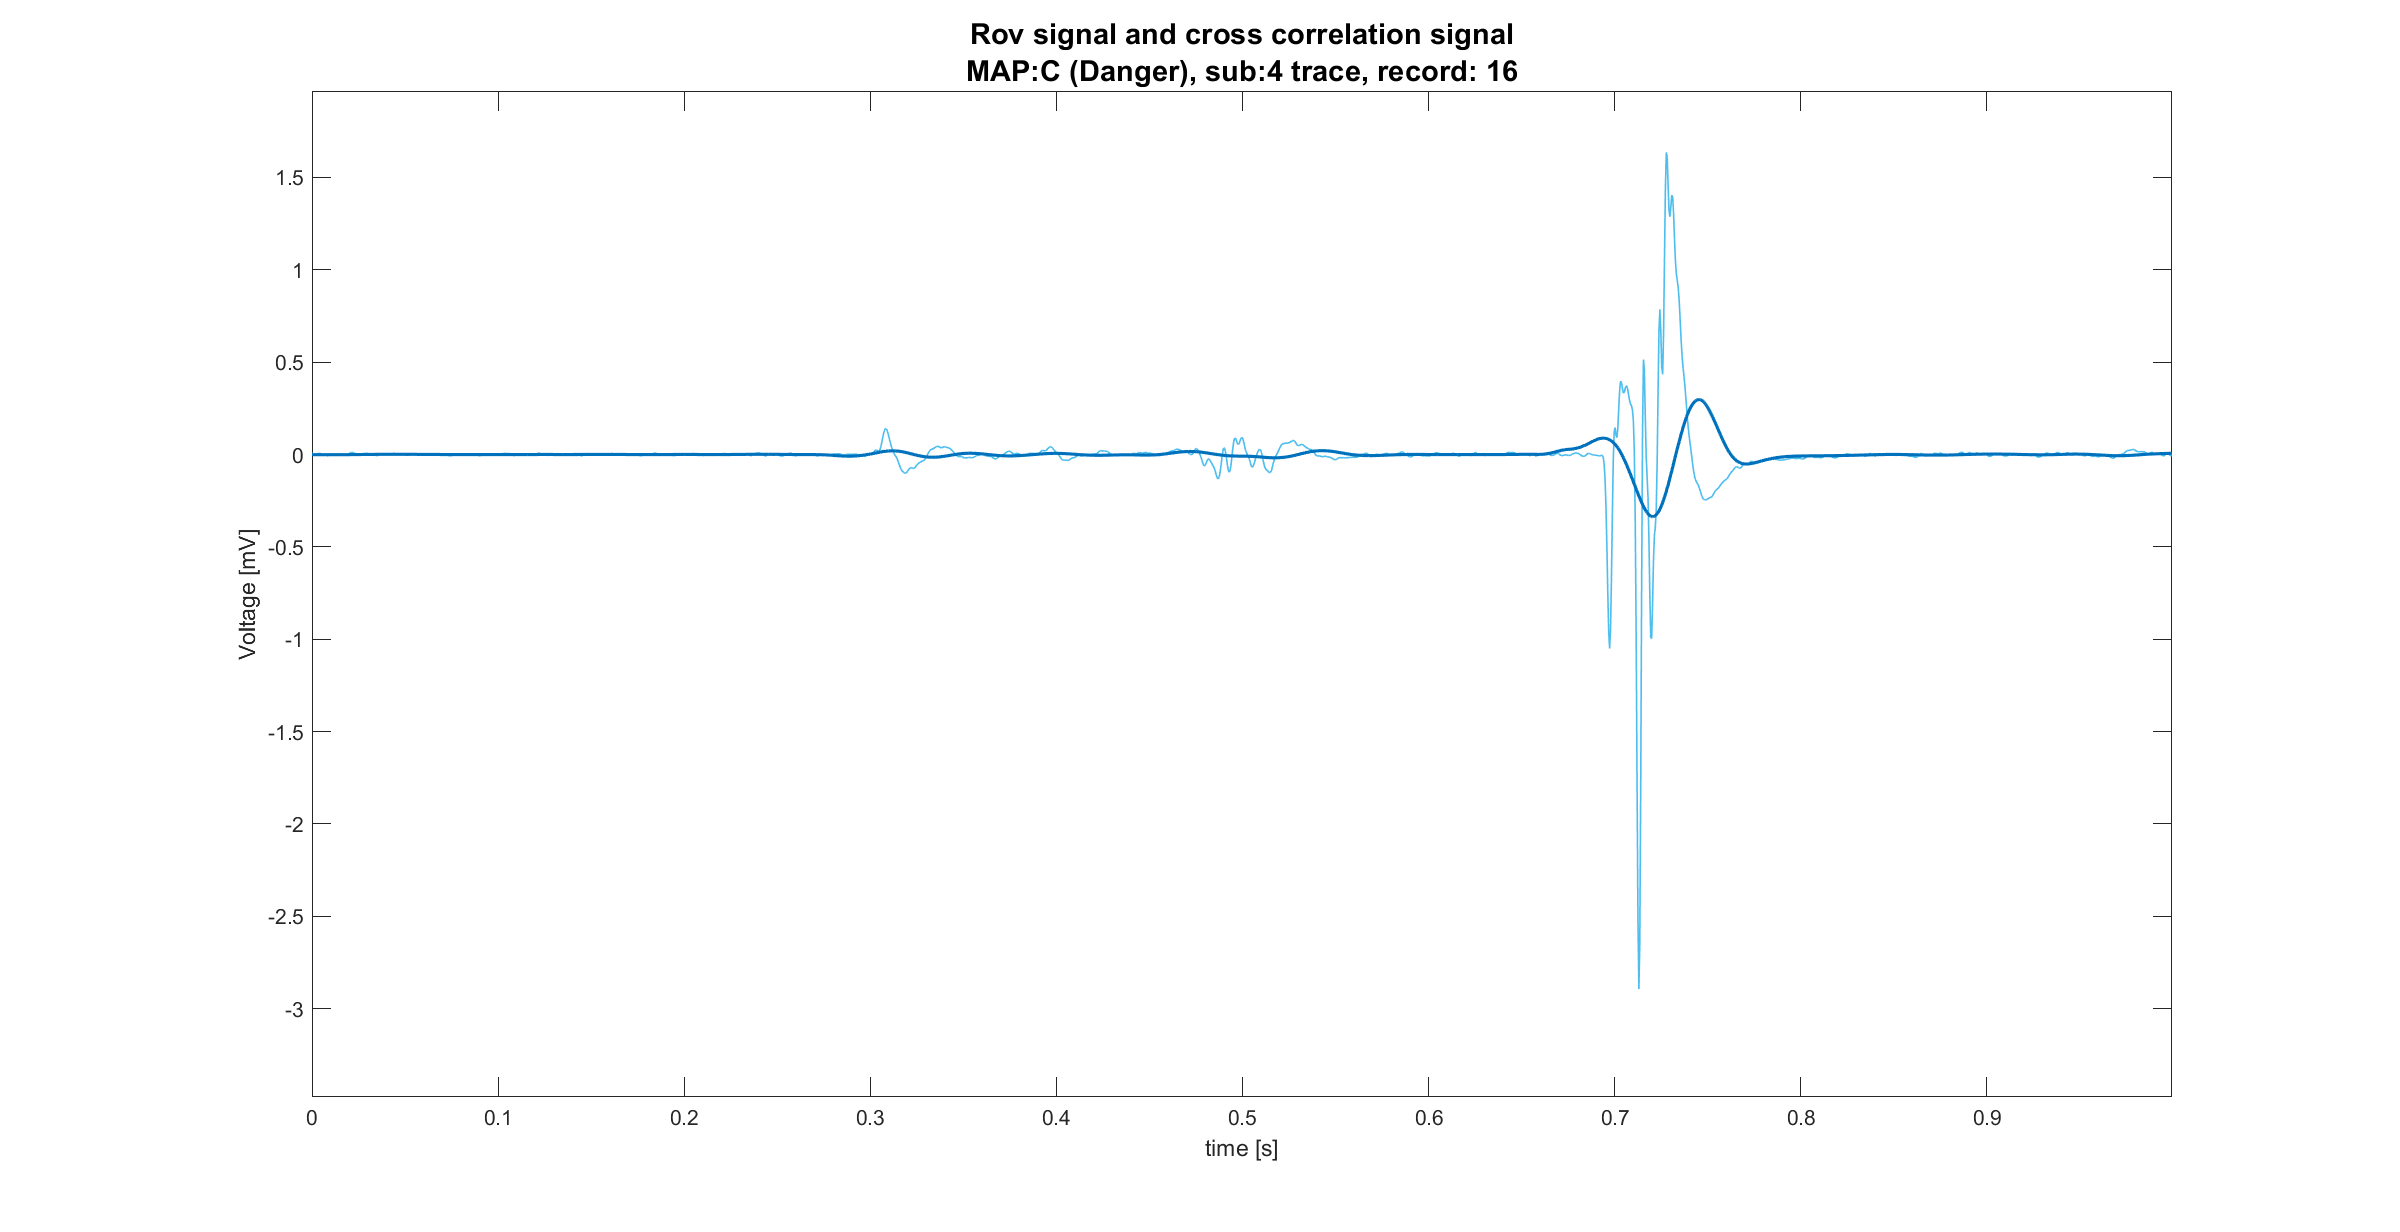 Rov signal and cross correlation signal
MAP:C (Danger), sub:4 trace, record: 16
1.5
1
0.5
0
-0.5
-1
-1.5
-2
-2.5
-3
Voltage [mV]
0 0.1 0.2 0.3 0.4 0.5 0.6 0.7 0.8 0.9
time [s]